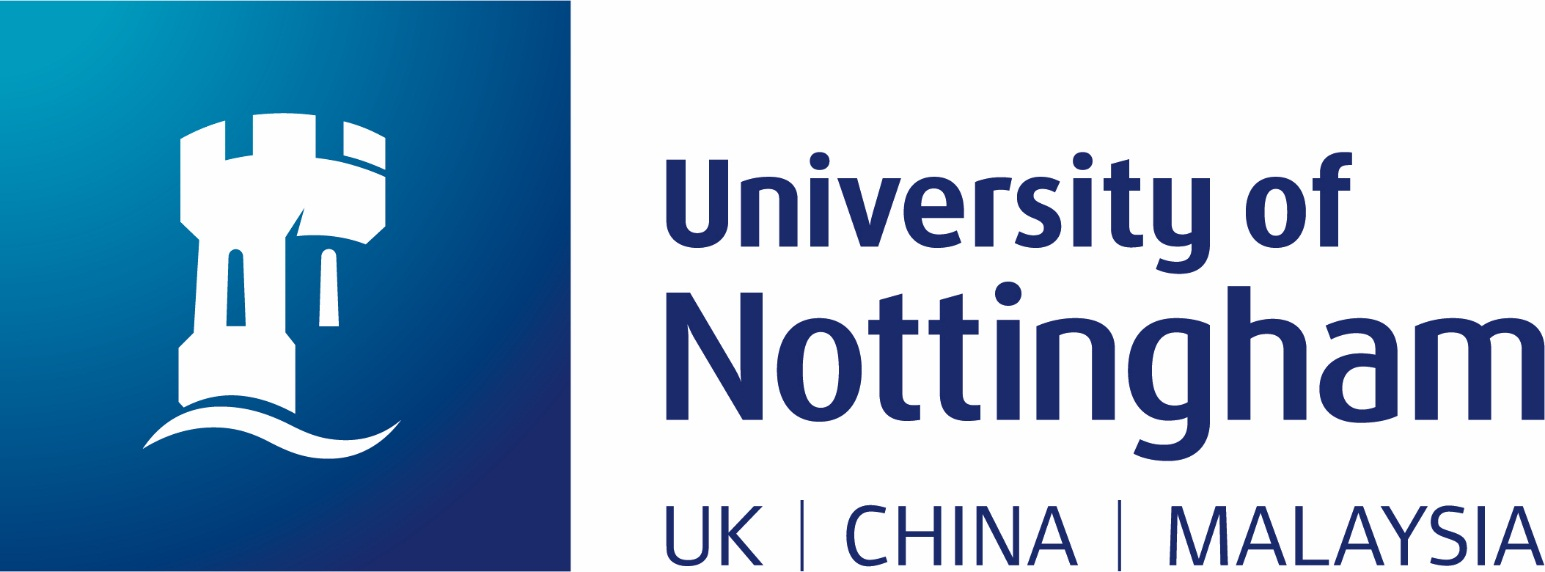 University of
Nottingham
UK | CHINA | MALAYSIA